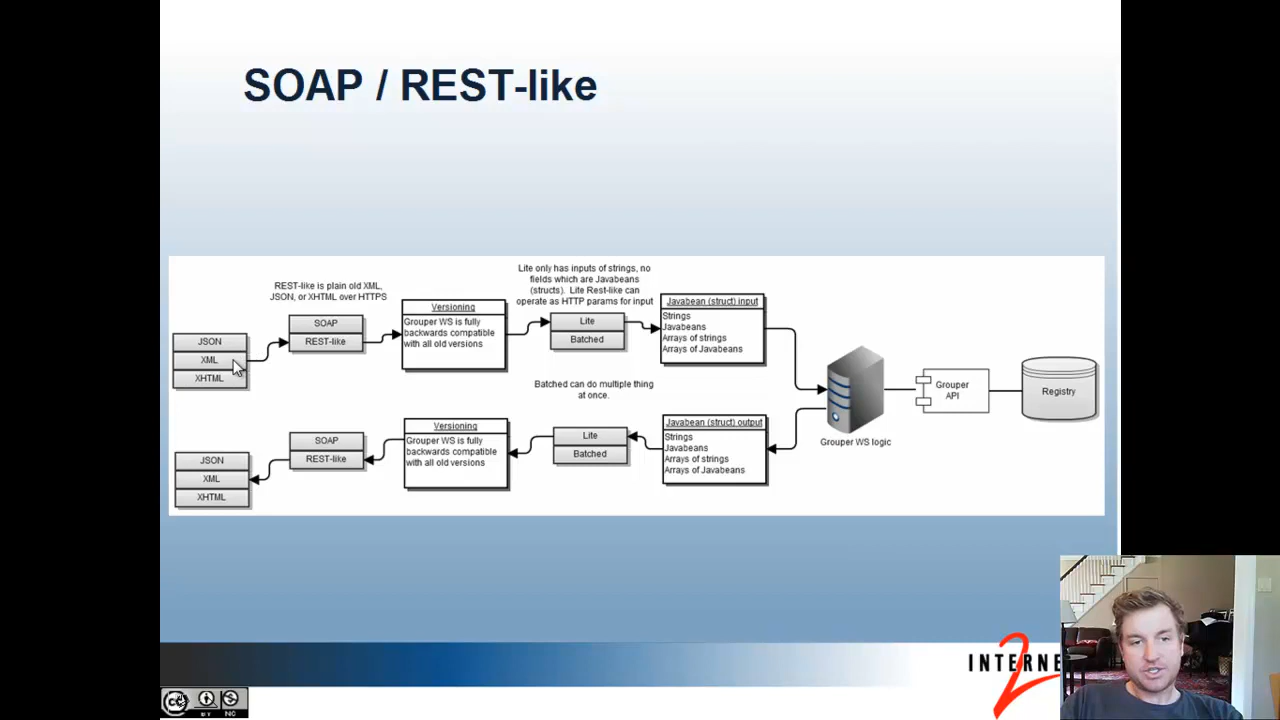 SOAP / REST-like
Lite only has inputs of strings, no
fields which are Javabeans
(structs). Lite Rest-like can
operate as HTTP params for input
REST-like is plain old XML,
JSON, or XHTML over HTTPS
JSON
XML
XHTML
SOAP
REST-like
Versioning
Grouper WS is fully
backwards compatible
with all old versions
Lite
Batched
Javabean (struct) input
Strings
Javabeans
Arrays of strings
Arrays of Javabeans
Batched can do multiple thing
at once.
Grouper WS logic
Grouper
API
Registry
Javabean (struct) output
Strings
Javabeans
Arrays of strings
Arrays of Javabeans
Lite
Batched
Versioning
Grouper WS is fully
backwards compatible
with all old versions
SOAP
REST-like
JSON
XML
XHTML
INTERNE
2
cc
BY NC